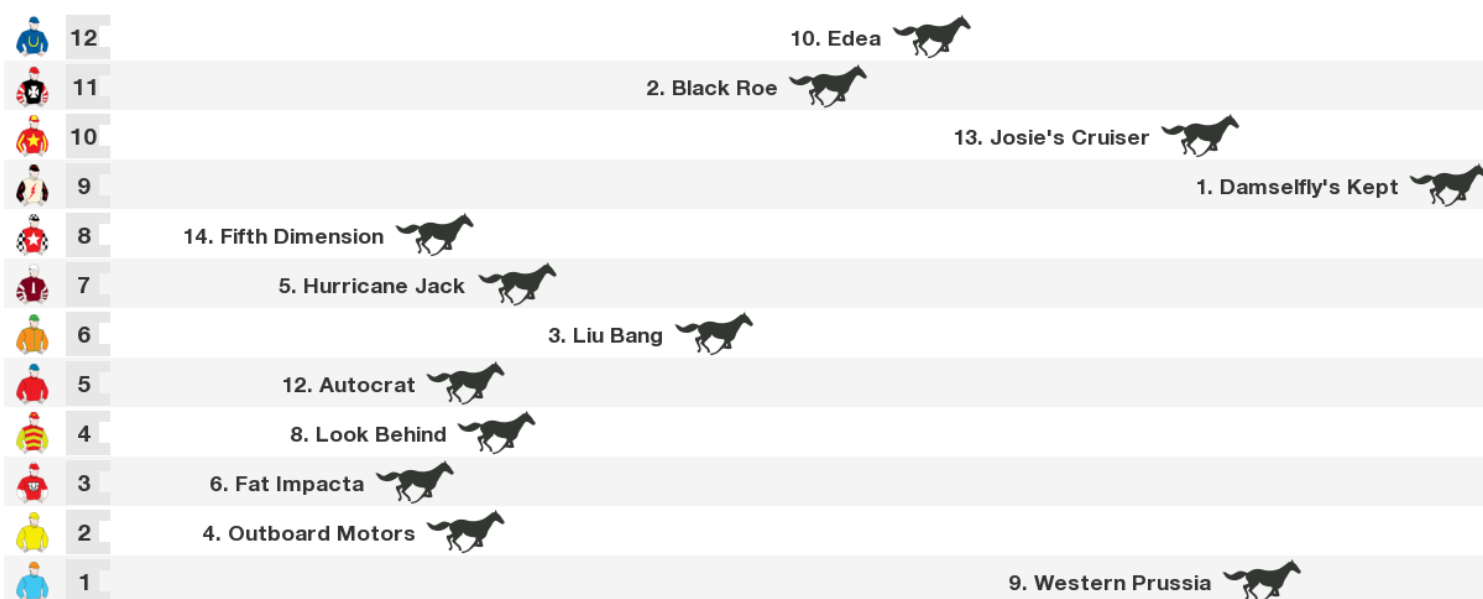 12 10. Edea
11 2. Black Roe
10 13. Josie's Cruiser
9 1. Damselfly's Kept
8 14. Fifth Dimension
7 5. Hurricane Jack
6 3. Liu Bang
5 12. Autocrat
4 8. Look Behind
3 6. Fat Impacta
2 4. Outboard Motors
1 9. Western Prussia